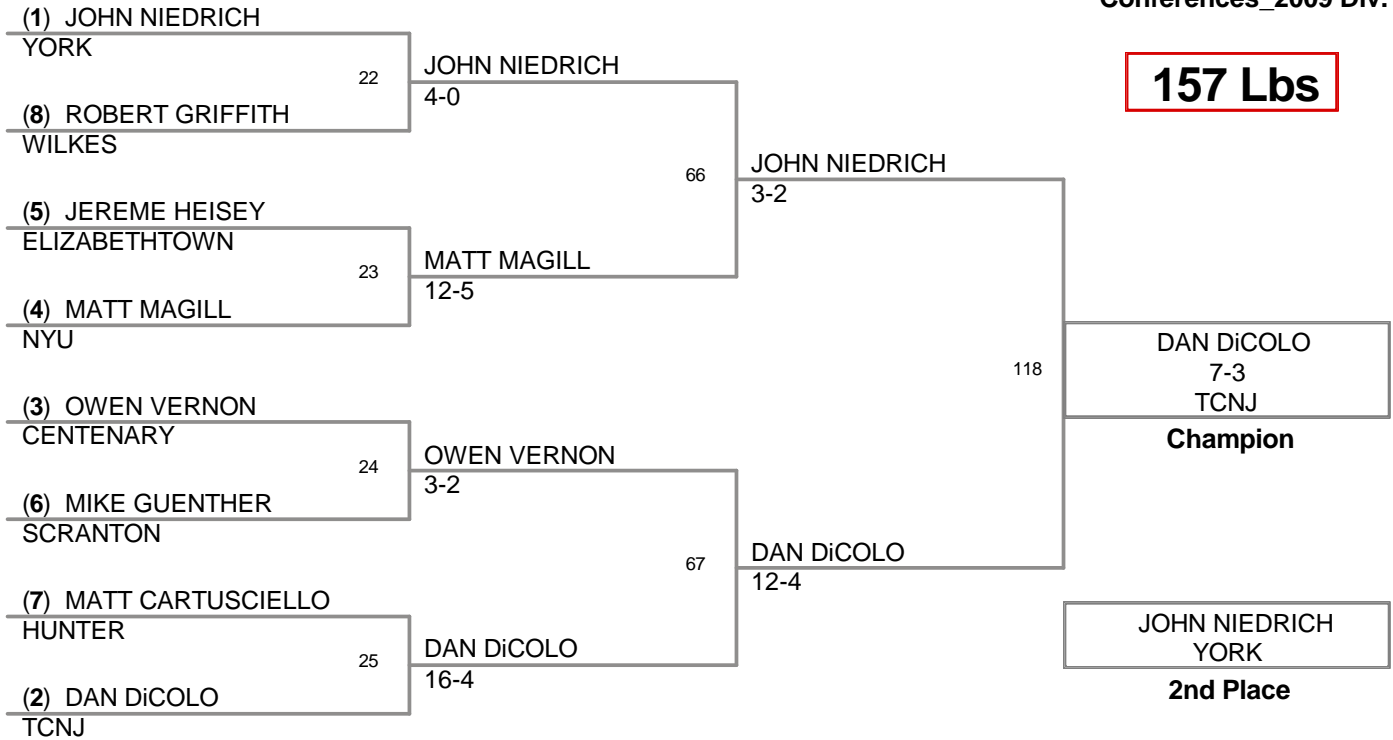 Conferences_2009 Div.
157 Lbs
(1) JOHN NIEDRICH
YORK
22
(8) ROBERT GRIFFITH
WILKES
JOHN NIEDRICH
4-0
(5) JEREME HEISEY
ELIZABETHTOWN
23
(4) MATT MAGILL
NYU
MATT MAGILL
12-5
66
JOHN NIEDRICH
3-2
(3) OWEN VERNON
CENTENARY
24
(6) MIKE GUENTHER
SCRANTON
OWEN VERNON
3-2
(7) MATT CARTUSCIELLO
HUNTER
25
(2) DAN DiCOLO
TCNJ
DAN DiCOLO
16-4
67
DAN DiCOLO
12-4
118
DAN DiCOLO
7-3
TCNJ
Champion
JOHN NIEDRICH
YORK
2nd Place